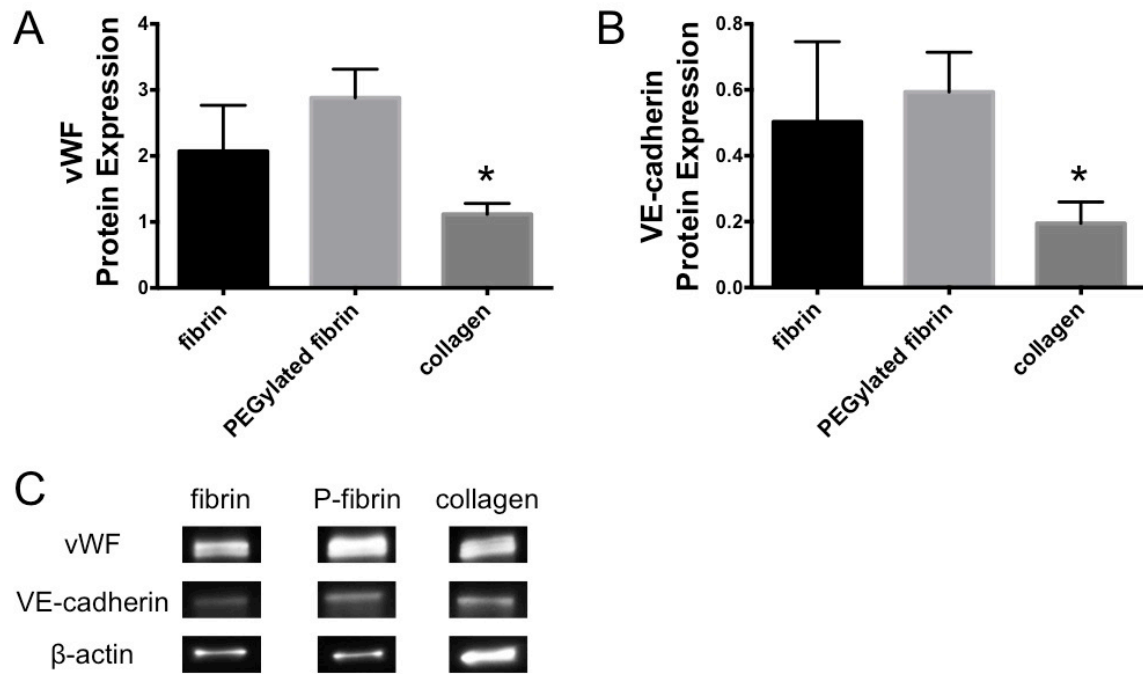 A
vWF
Protein Expression
4
3
2
1
0
*
fibrin
PEGylated fibrin
collagen
B
VE-cadherin
Protein Expression
0.8
0.6
0.4
0.2
0.0
*
fibrin
PEGylated fibrin
collagen
C
fibrin P-fibrin collagen
vWF
VE-cadherin
β-actin